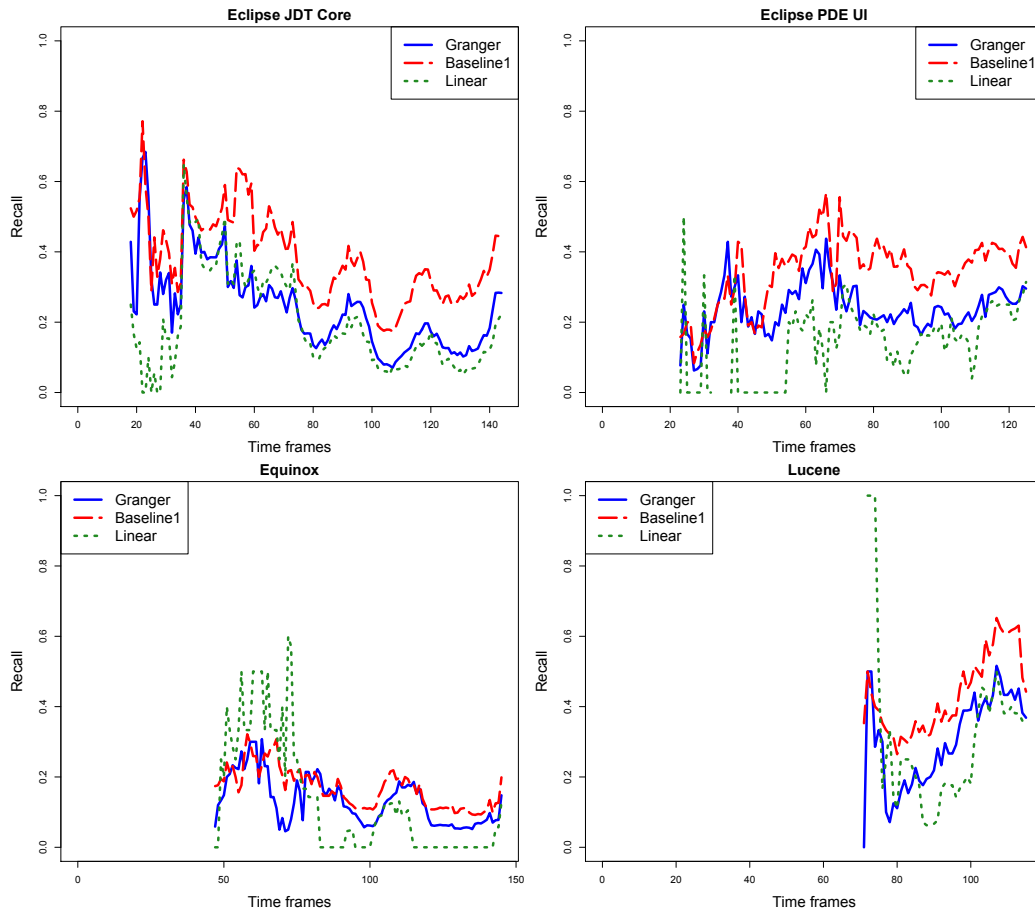 Eclipse JDT Core
Granger
Baseline1
Linear
Recall
0.0 0.2 0.4 0.6 0.8 1.0
0 20 40 60 80 100 120 140
Time frames
Eclipse PDE UI
Granger
Baseline1
Linear
Recall
0.0 0.2 0.4 0.6 0.8 1.0
0 20 40 60 80 100 120
Time frames
Equinox
Granger
Baseline1
Linear
Recall
0.0 0.2 0.4 0.6 0.8 1.0
0 50 100 150
Time frames
Lucene
Granger
Baseline1
Linear
Recall
0.0 0.2 0.4 0.6 0.8 1.0
0 20 40 60 80 100
Time frames